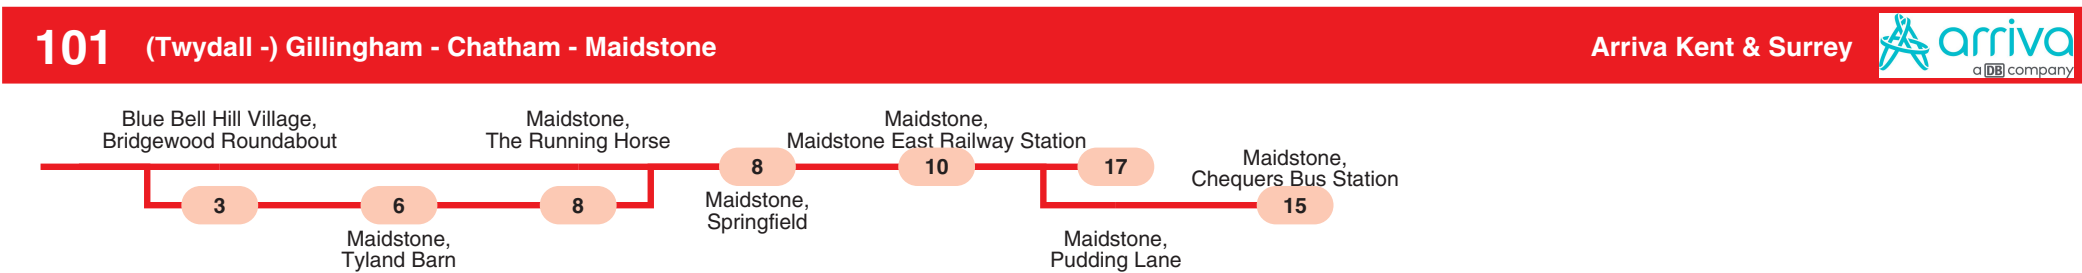 101 (Twydall -) Gillingham - Chatham - Maidstone
Arriva Kent & Surrey
arriva
a DB company
Blue Bell Hill Village,
Bridgewood Roundabout
Maidstone,
The Running Horse
Maidstone,
Maidstone East Railway Station
8
10
17
Maidstone,
Chequers Bus Station
3
6
8
Maidstone,
Springfield
15
Maidstone,
Tyland Barn
Maidstone,
Pudding Lane